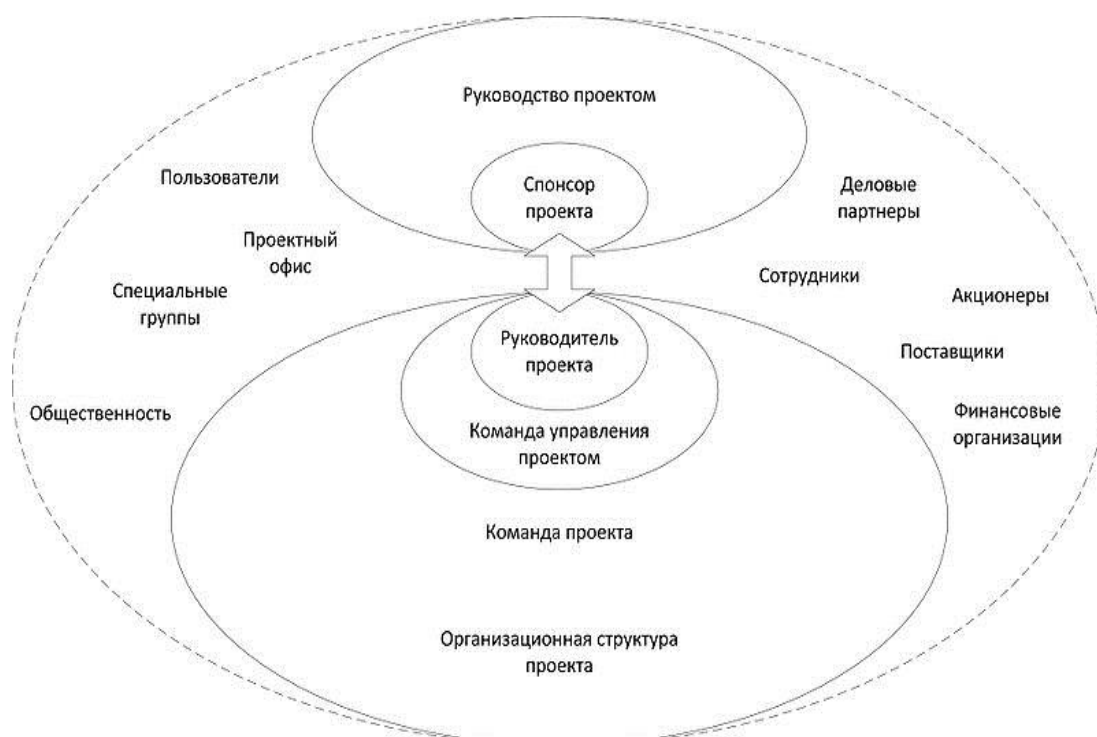 Руководство проектом
Пользователи
Спонсор
проекта
Деловые
партнеры
Проектный
офис
Сотрудники
Специальные
группы
Акционеры
Руководитель
проекта
Поставщики
Общественность
Финансовые
организации
Команда управления
проектом
Команда проекта
Организационная структура
проекта